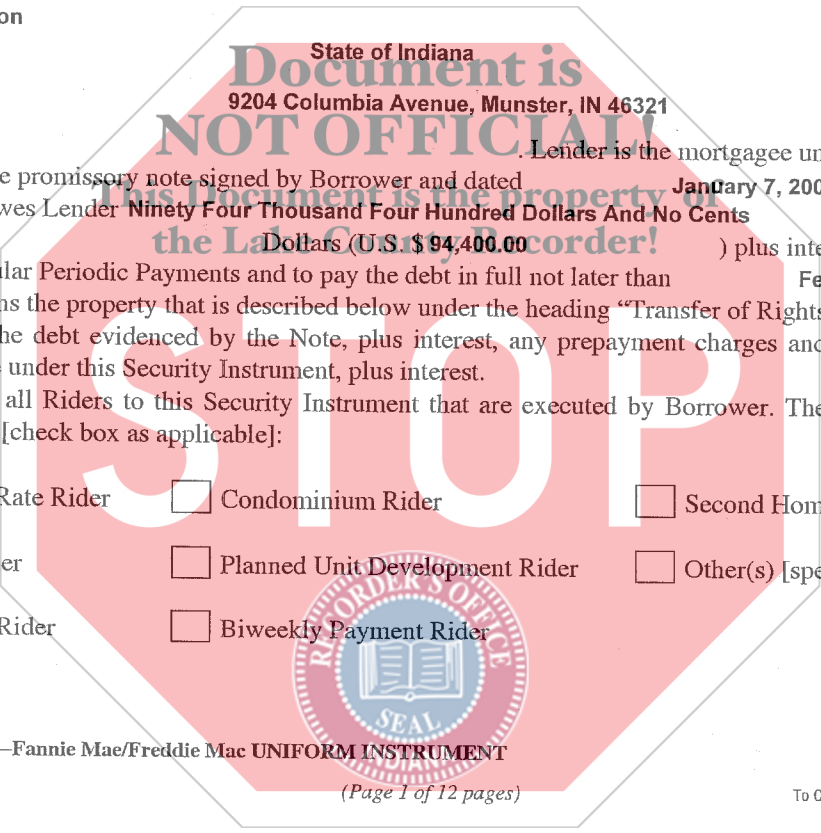 on
State of Indiana
Document is
9204 Columbia Avenue, Munster, IN 46321
NOT OFFICIAL!
. Lender is the mortgagee un
e promissory note signed by Borrower and dated January 7, 200
This Document is the property of
wes Lender Ninety Four Thousand Four Hundred Dollars And No Cents
the Lake County Recorder!
Dollars (U.S. $ 94,400.00 ) plus inte
lar Periodic Payments and to pay the debt in full not later than Fe
ns the property that is described below under the heading “Transfer of Rights
he debt evidenced by the Note, plus interest, any prepayment charges and
under this Security Instrument, plus interest.
all Riders to this Security Instrument that are executed by Borrower. The
[check box as applicable]:
STOP
Rate Rider Condominium Rider Second Hom
er Planned Unit Development Rider Other(s) [spe
Rider Biweekly Payment Rider
RECORDER'S OFFICE
SEAL
INDIANA
—Fannie Mae/Freddie Mac UNIFORM INSTRUMENT
(Page 1 of 12 pages)
To O